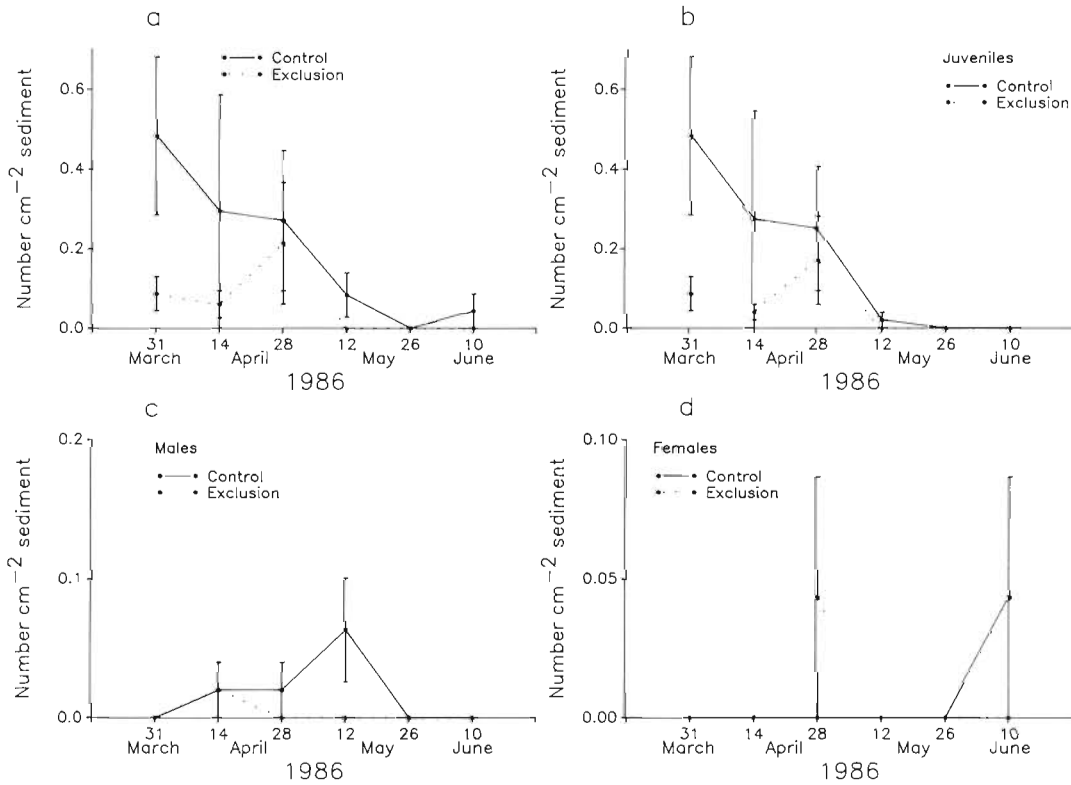 a
Number cm⁻² sediment
0.6
0.4
0.2
0.0
Control
Exclusion
31 14 28 12 26 10
March April May June
1986
b
Number cm⁻² sediment
0.6
0.4
0.2
0.0
Juveniles
Control
Exclusion
31 14 28 12 26 10
March April May June
1986
c
Number cm⁻² sediment
0.2
0.1
0.0
Males
Control
Exclusion
31 14 28 12 26 10
March April May June
1986
d
Number cm⁻² sediment
0.10
0.05
0.00
Females
Control
Exclusion
31 14 28 12 26 10
March April May June
1986